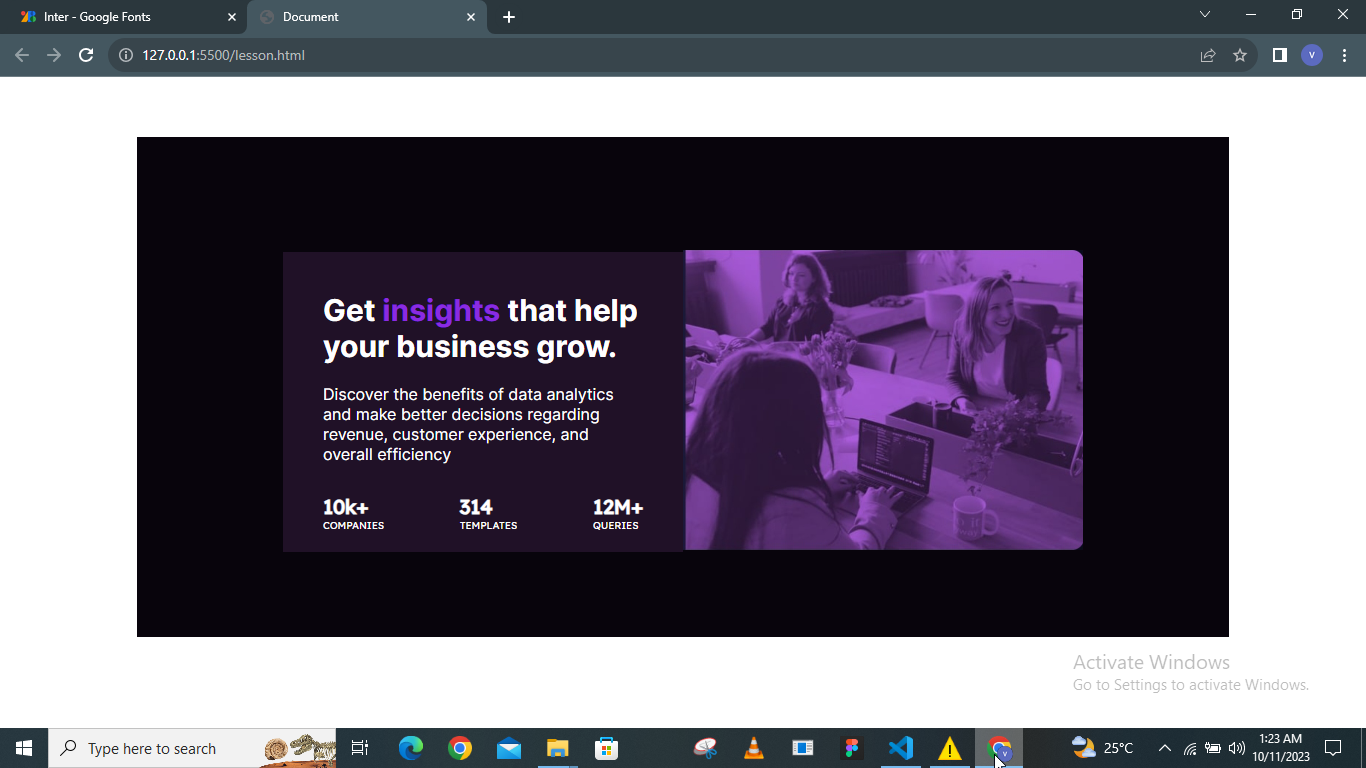 Inter - Google Fonts
Document
127.0.0.1:5500/lesson.html
V
Get insights that help
your business grow.
Discover the benefits of data analytics
and make better decisions regarding
revenue, customer experience, and
overall efficiency
10k+
314
12M+
COMPANIES
TEMPLATES
QUERIES
Activate Windows
Go to Settings to activate Windows.
Type here to search
25°C
1:23 AM
10/11/2023